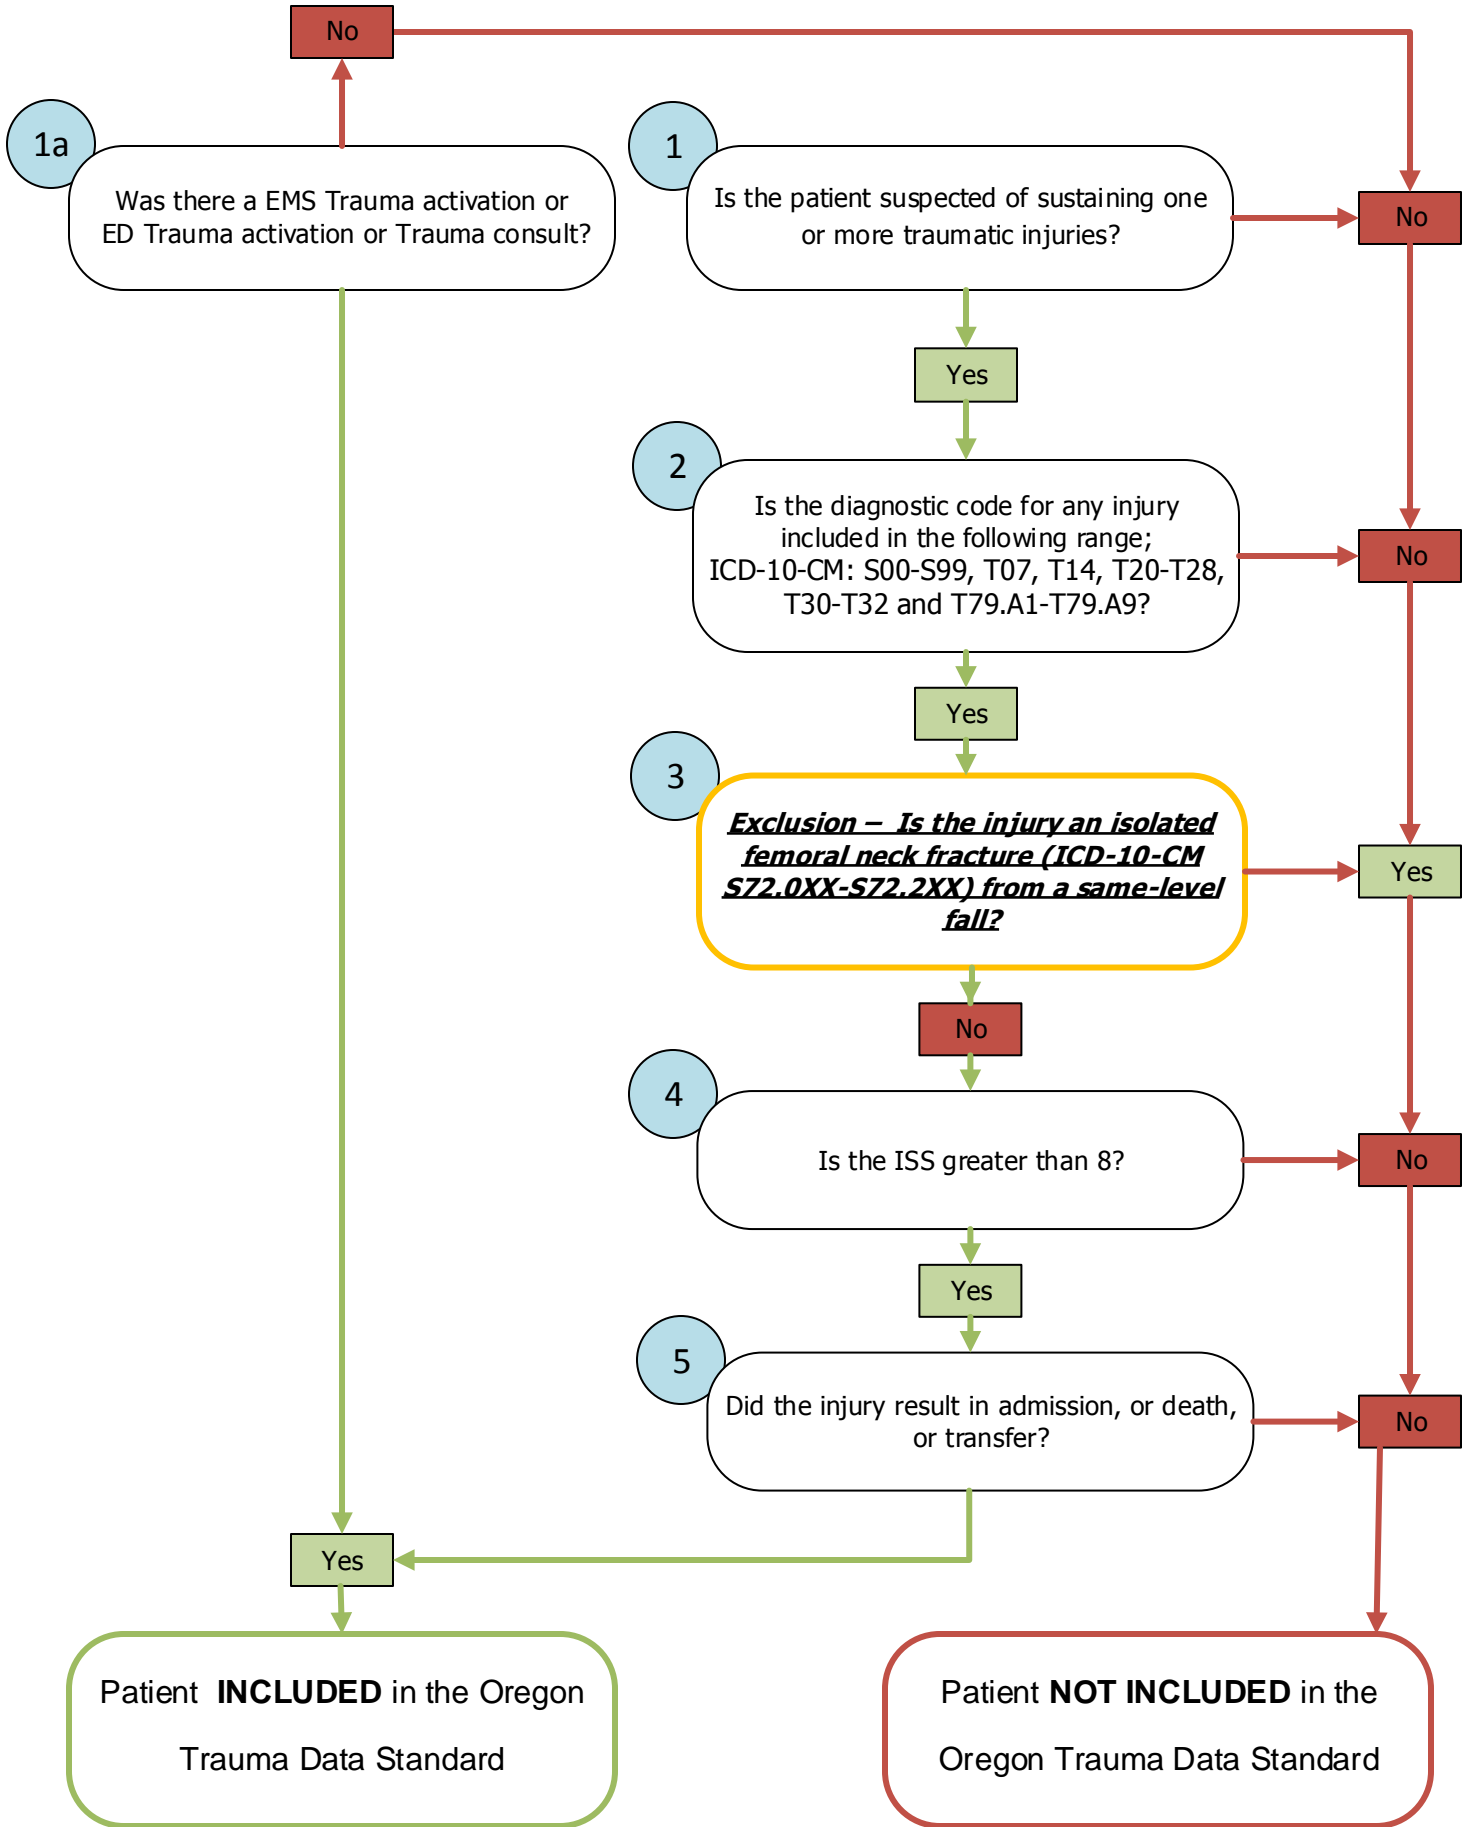 No
1a
Was there a EMS Trauma activation or
ED Trauma activation or Trauma consult?
1
Is the patient suspected of sustaining one
or more traumatic injuries?
No
Yes
2
Is the diagnostic code for any injury
included in the following range;
ICD-10-CM: S00-S99, T07, T14, T20-T28,
T30-T32 and T79.A1-T79.A9?
No
Yes
3
Exclusion – Is the injury an isolated
femoral neck fracture (ICD-10-CM
S72.0XX-S72.2XX) from a same-level
fall?
Yes
No
4
Is the ISS greater than 8?
No
Yes
5
Did the injury result in admission, or death,
or transfer?
No
Yes
Patient INCLUDED in the Oregon
Trauma Data Standard
Patient NOT INCLUDED in the
Oregon Trauma Data Standard